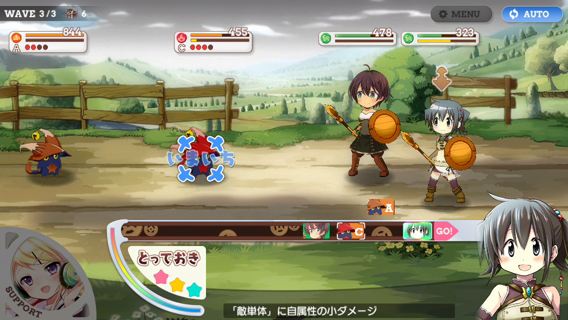 WAVE 3/3 6
MENU
AUTO
844
A
455
C
478
323
いまいち
A
C
GO!
とっておき
SUPPORT
「敵単体」に自属性の小ダメージ